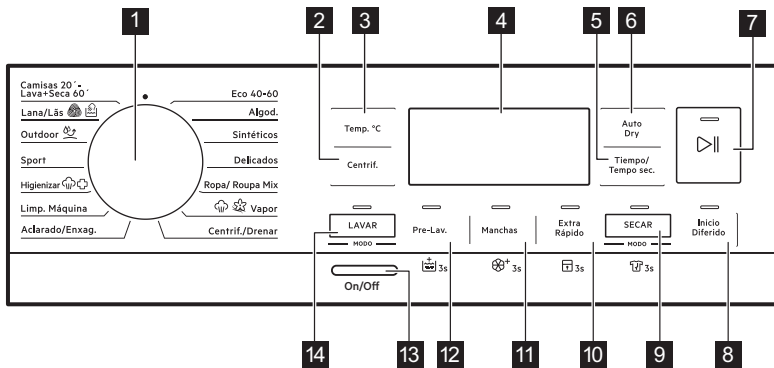 1
2
3
4
5
6
7
Camisas 20´-
Lava+Seca 60´
Lana/Lãs
Outdoor
Sport
Higienizar
Limp. Máquina
Aclarado/Enxag.
Eco 40-60
Algod.
Sintéticos
Delicados
Ropa/ Roupa Mix
Vapor
Centrif./Drenar
Temp. °C
Centrif.
Auto
Dry
Tiempo/
Tempo sec.
LAVAR
MODO
Pre-Lav.
Manchas
Extra
Rápido
SECAR
MODO
Inicio
Diferido
On/Off
3s
3s
3s
3s
14
13
12
11
10
9
8